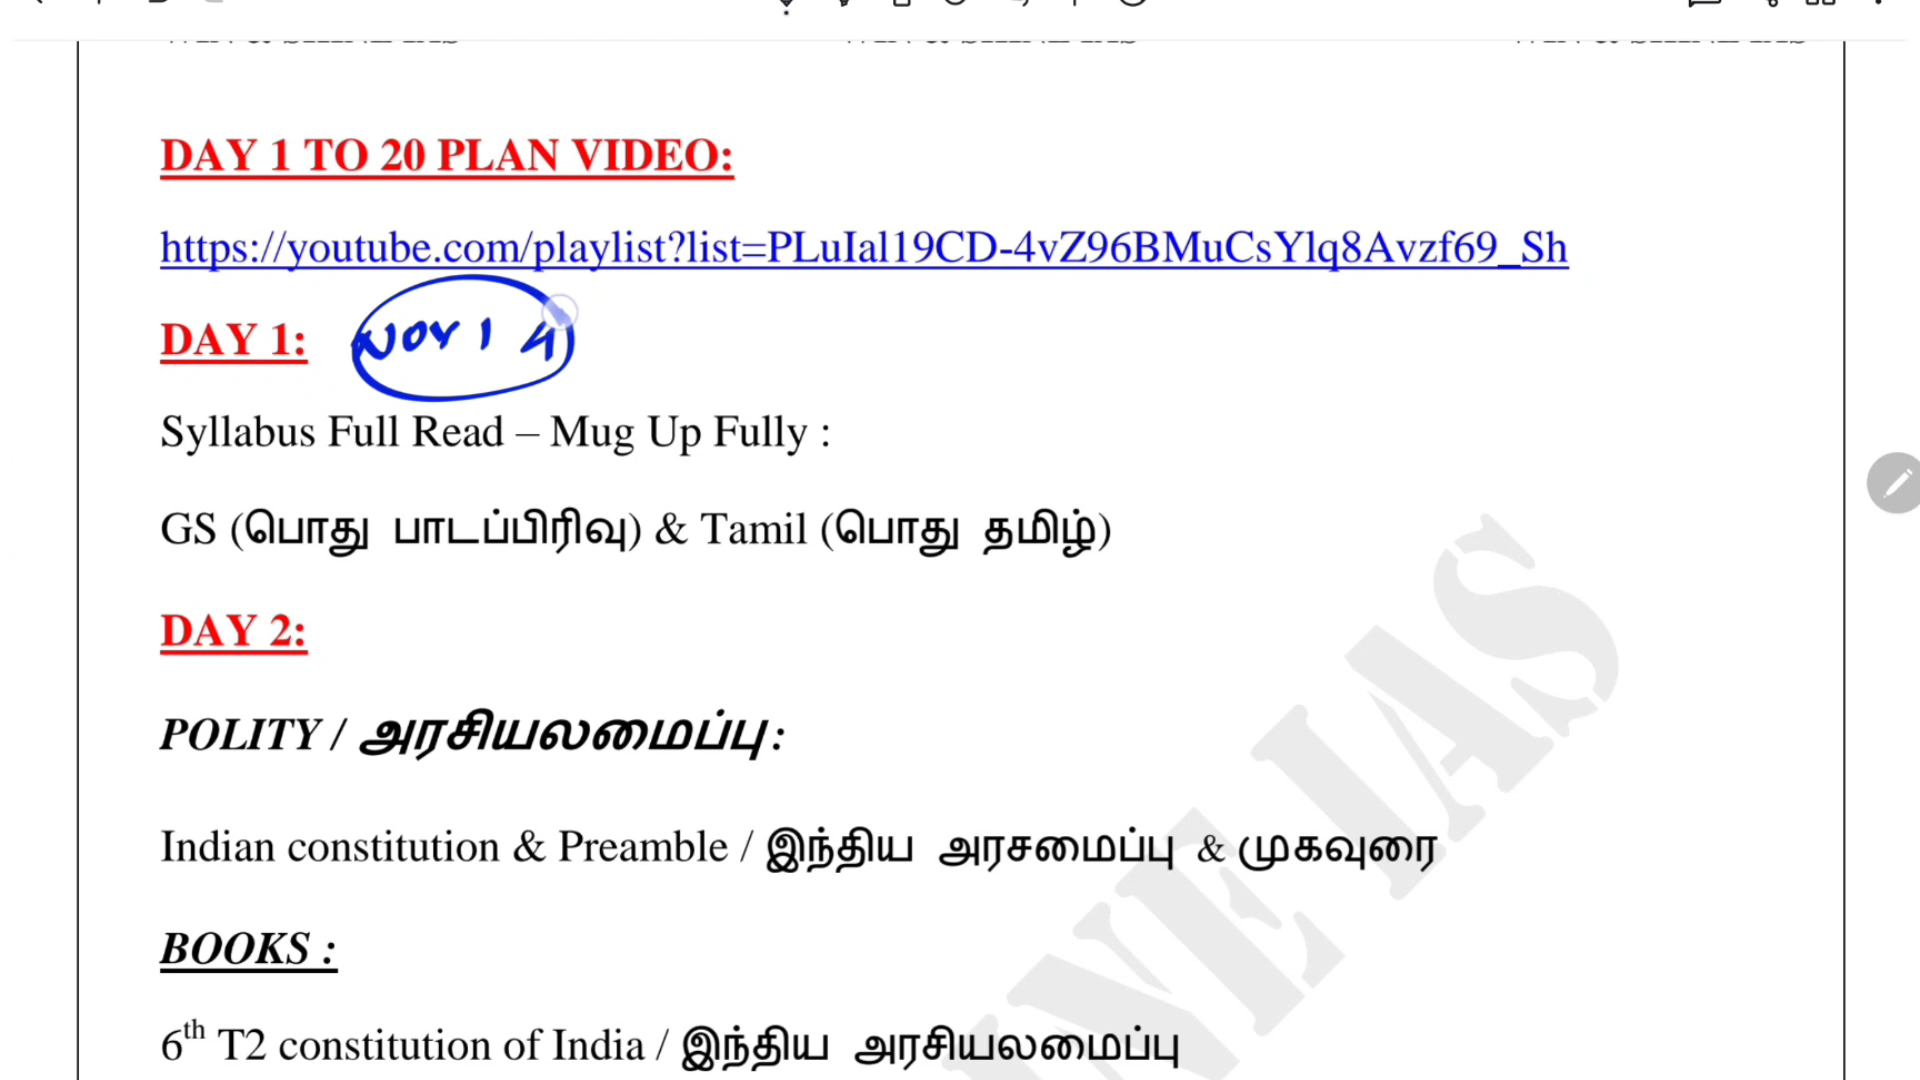 DAY 1 TO 20 PLAN VIDEO:
https://youtube.com/playlist?list=PLuIal19CD-4vZ96BMuCsYlq8Avzf69_Sh
DAY 1: NOV 14
Syllabus Full Read – Mug Up Fully :
GS (பொது பாடப்பிரிவு) & Tamil (பொது தமிழ்)
DAY 2:
POLITY / அரசியலமைப்பு :
Indian constitution & Preamble / இந்திய அரசமைப்பு & முகவுரை
BOOKS :
6th T2 constitution of India / இந்திய அரசியலமைப்பு
NE IAS